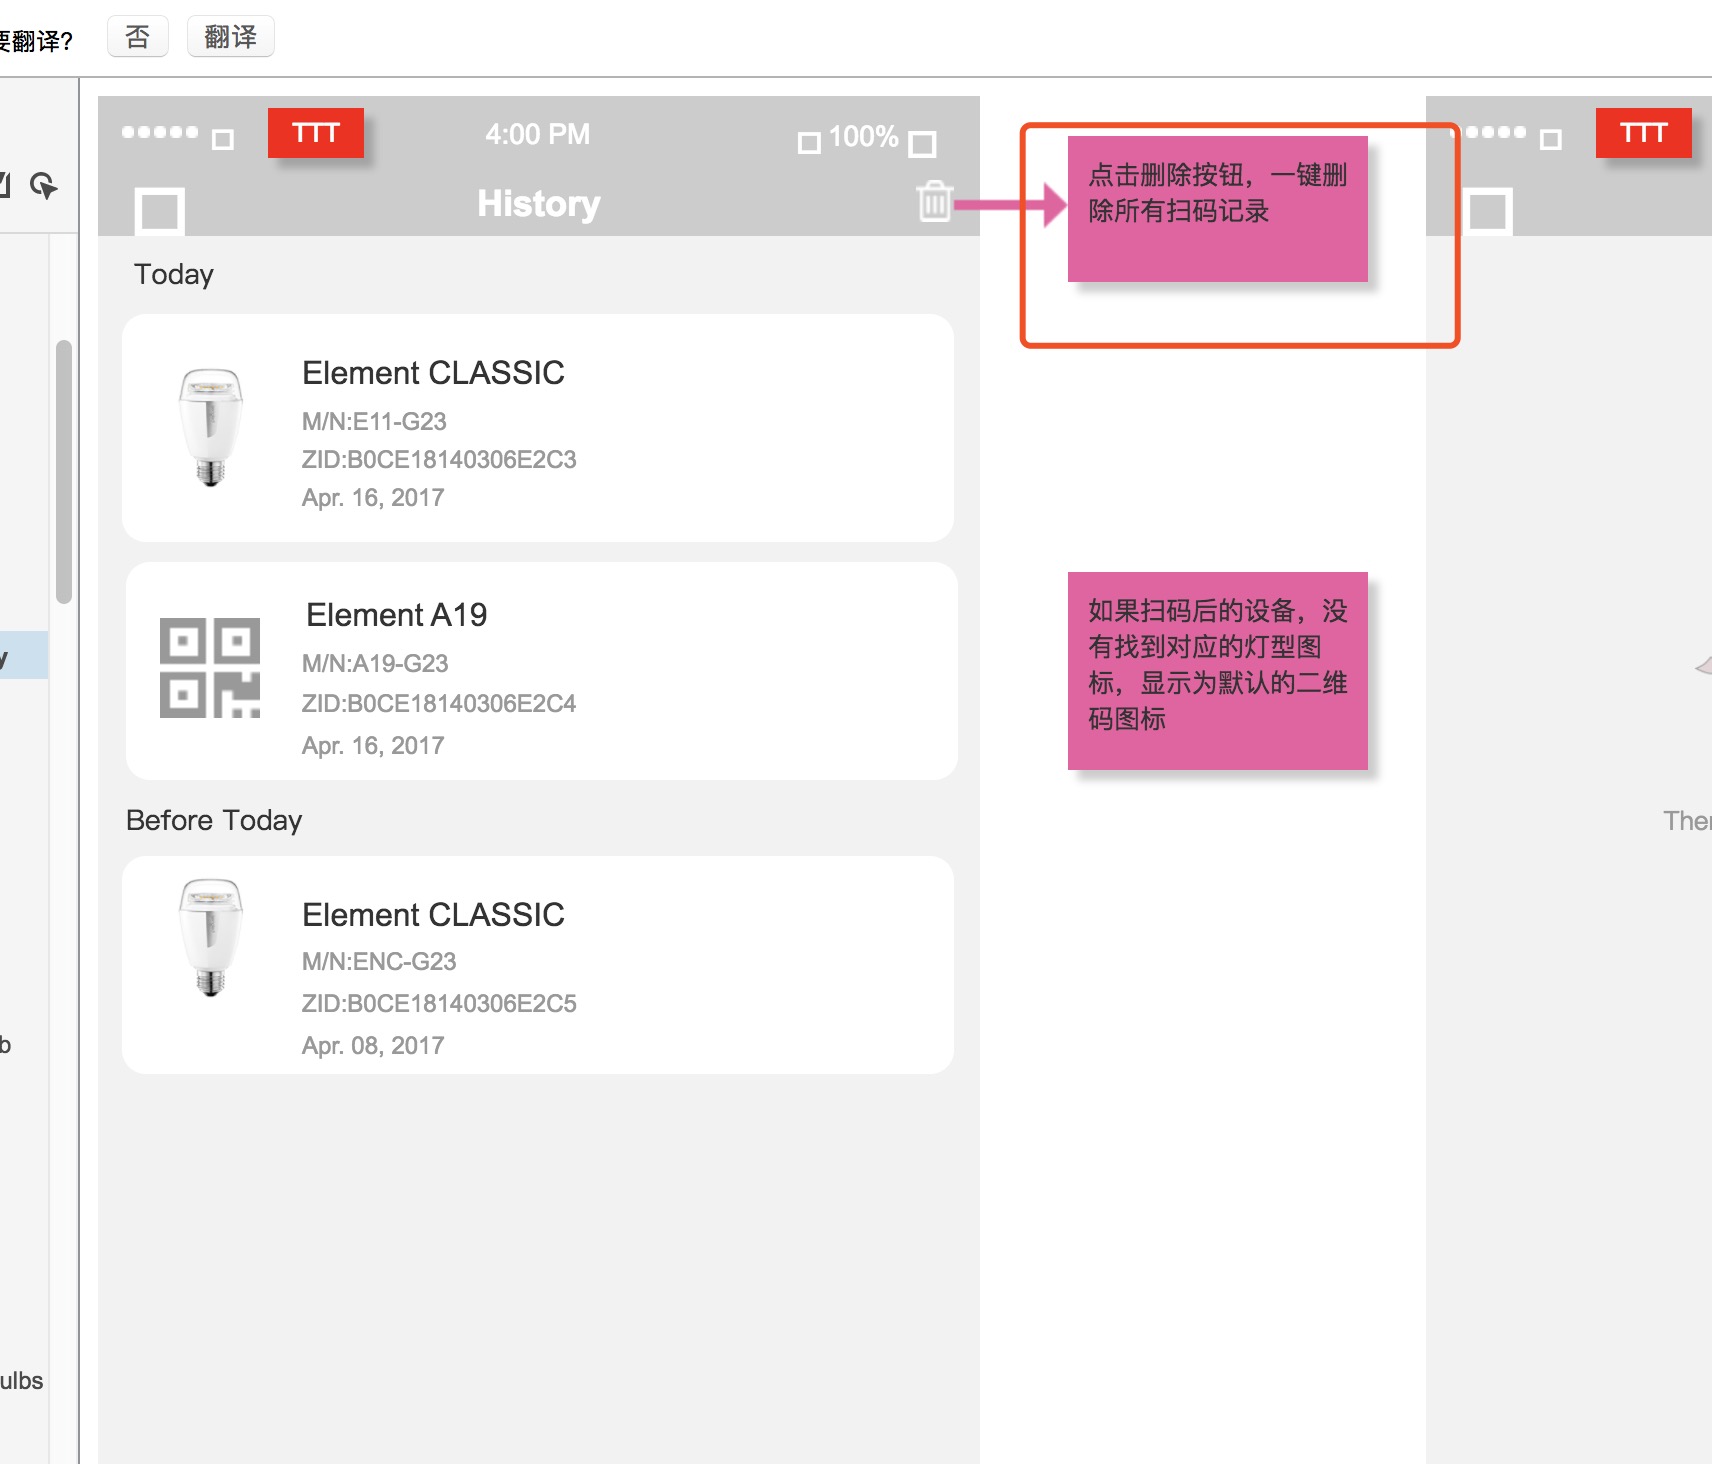 要翻译?
否
翻译
TTT
4:00 PM
100%
History
Today
Element CLASSIC
M/N:E11-G23
ZID:B0CE18140306E2C3
Apr. 16, 2017
Element A19
M/N:A19-G23
ZID:B0CE18140306E2C4
Apr. 16, 2017
Before Today
Element CLASSIC
M/N:ENC-G23
ZID:B0CE18140306E2C5
Apr. 08, 2017
点击删除按钮，一键删
除所有扫码记录
如果扫码后的设备，没
有找到对应的灯型图
标，显示为默认的二维
码图标
TTT
y
b
ulbs